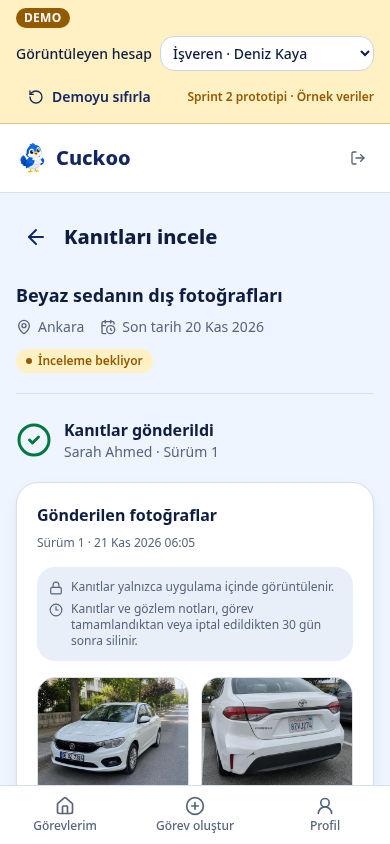 DEMO
Görüntüleyen hesap
İşveren · Deniz Kaya
Demoyu sıfırla
Sprint 2 prototipi · Örnek veriler
Cuckoo
Kanıtları incele
Beyaz sedanın dış fotoğrafları
Ankara
Son tarih 20 Kas 2026
İnceleme bekliyor
Kanıtlar gönderildi
Sarah Ahmed · Sürüm 1
Gönderilen fotoğraflar
Sürüm 1 · 21 Kas 2026 06:05
Kanıtlar yalnızca uygulama içinde görüntülenir.
Kanıtlar ve gözlem notları, görev
tamamlandıktan veya iptal edildikten 30 gün
sonra silinir.
Görevlerim
Görev oluştur
Profil